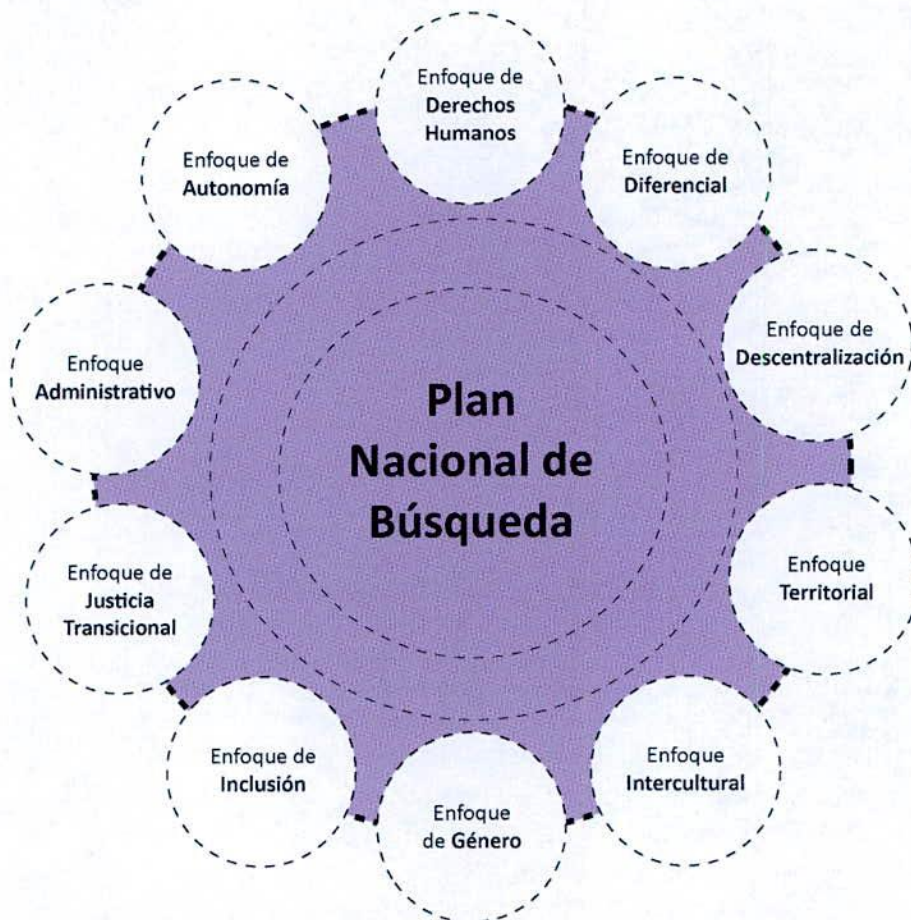 Enfoque de
Derechos
Humanos
Enfoque de
Diferencial
Enfoque de
Descentralización
Enfoque
Territorial
Enfoque
Intercultural
Enfoque
de Género
Enfoque de
Inclusión
Enfoque de
Justicia
Transicional
Enfoque
Administrativo
Enfoque de
Autonomía
Plan
Nacional de
Búsqueda